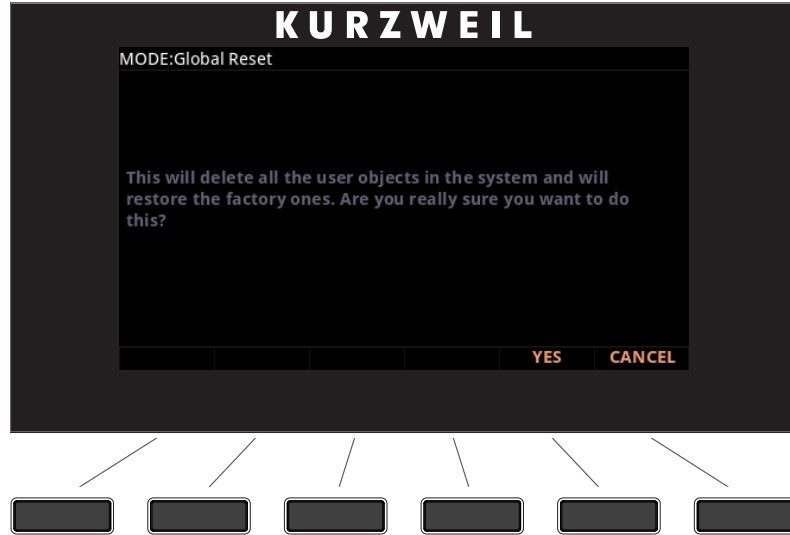 KURZWEIL
MODE:Global Reset
This will delete all the user objects in the system and will
restore the factory ones. Are you really sure you want to do
this?
YES CANCEL